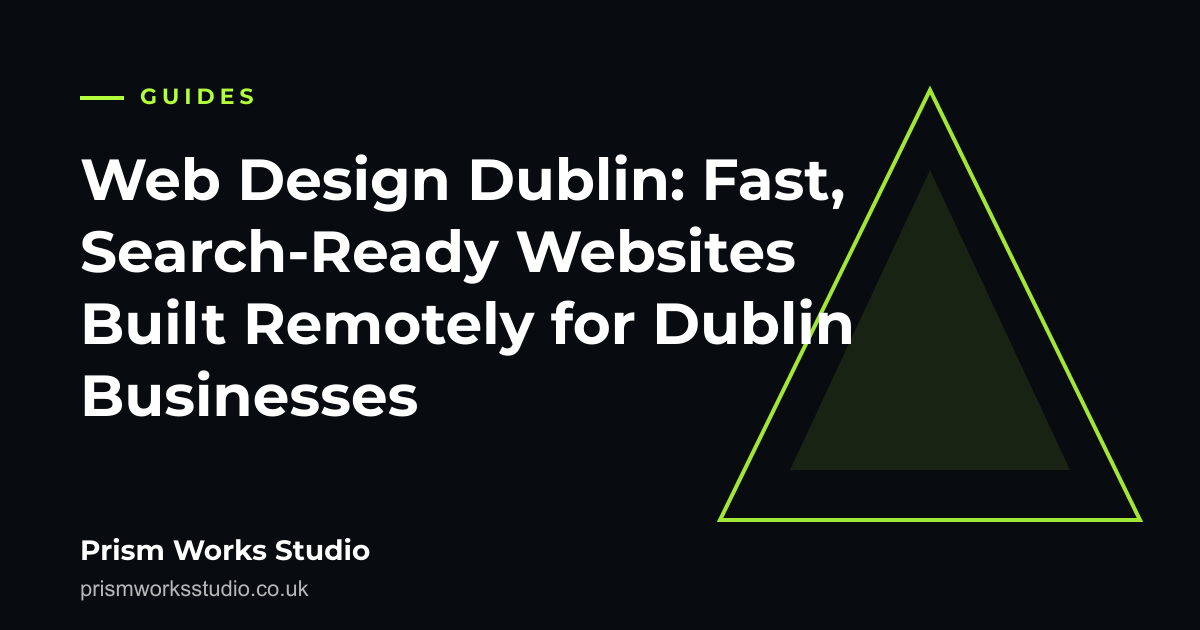 GUIDES
Web Design Dublin: Fast,
Search-Ready Websites
Built Remotely for Dublin
Businesses
Prism Works Studio
prismworksstudio.co.uk